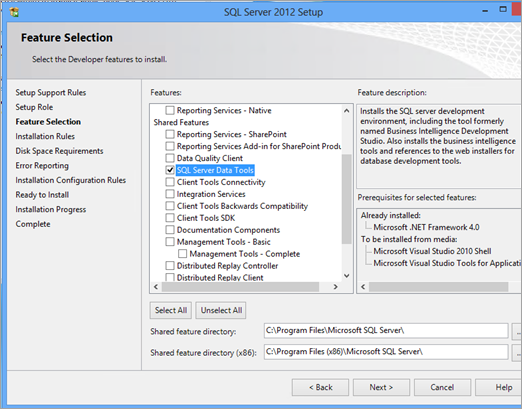 SQL Server 2012 Setup
Feature Selection
Select the Developer features to install.
Setup Support Rules
Setup Role
Feature Selection
Installation Rules
Disk Space Requirements
Error Reporting
Installation Configuration Rules
Ready to Install
Installation Progress
Complete
Features:
Reporting Services - Native
Shared Features
Reporting Services - SharePoint
Reporting Services Add-in for SharePoint Produ
Data Quality Client
SQL Server Data Tools
Client Tools Connectivity
Integration Services
Client Tools Backwards Compatibility
Client Tools SDK
Documentation Components
Management Tools - Basic
Management Tools - Complete
Distributed Replay Controller
Distributed Replay Client
Feature description:
Installs the SQL server development
environment, including the tool formerly
named Business Intelligence Development
Studio. Also installs the business intelligence
tools and references to the web installers for
database development tools.
Prerequisites for selected features:
Already installed:
Microsoft .NET Framework 4.0
To be installed from media:
Microsoft Visual Studio 2010 Shell
Microsoft Visual Studio Tools for Applicati
Select All
Unselect All
Shared feature directory:
C:\Program Files\Microsoft SQL Server\
...
Shared feature directory (x86):
C:\Program Files (x86)\Microsoft SQL Server\
...
< Back
Next >
Cancel
Help